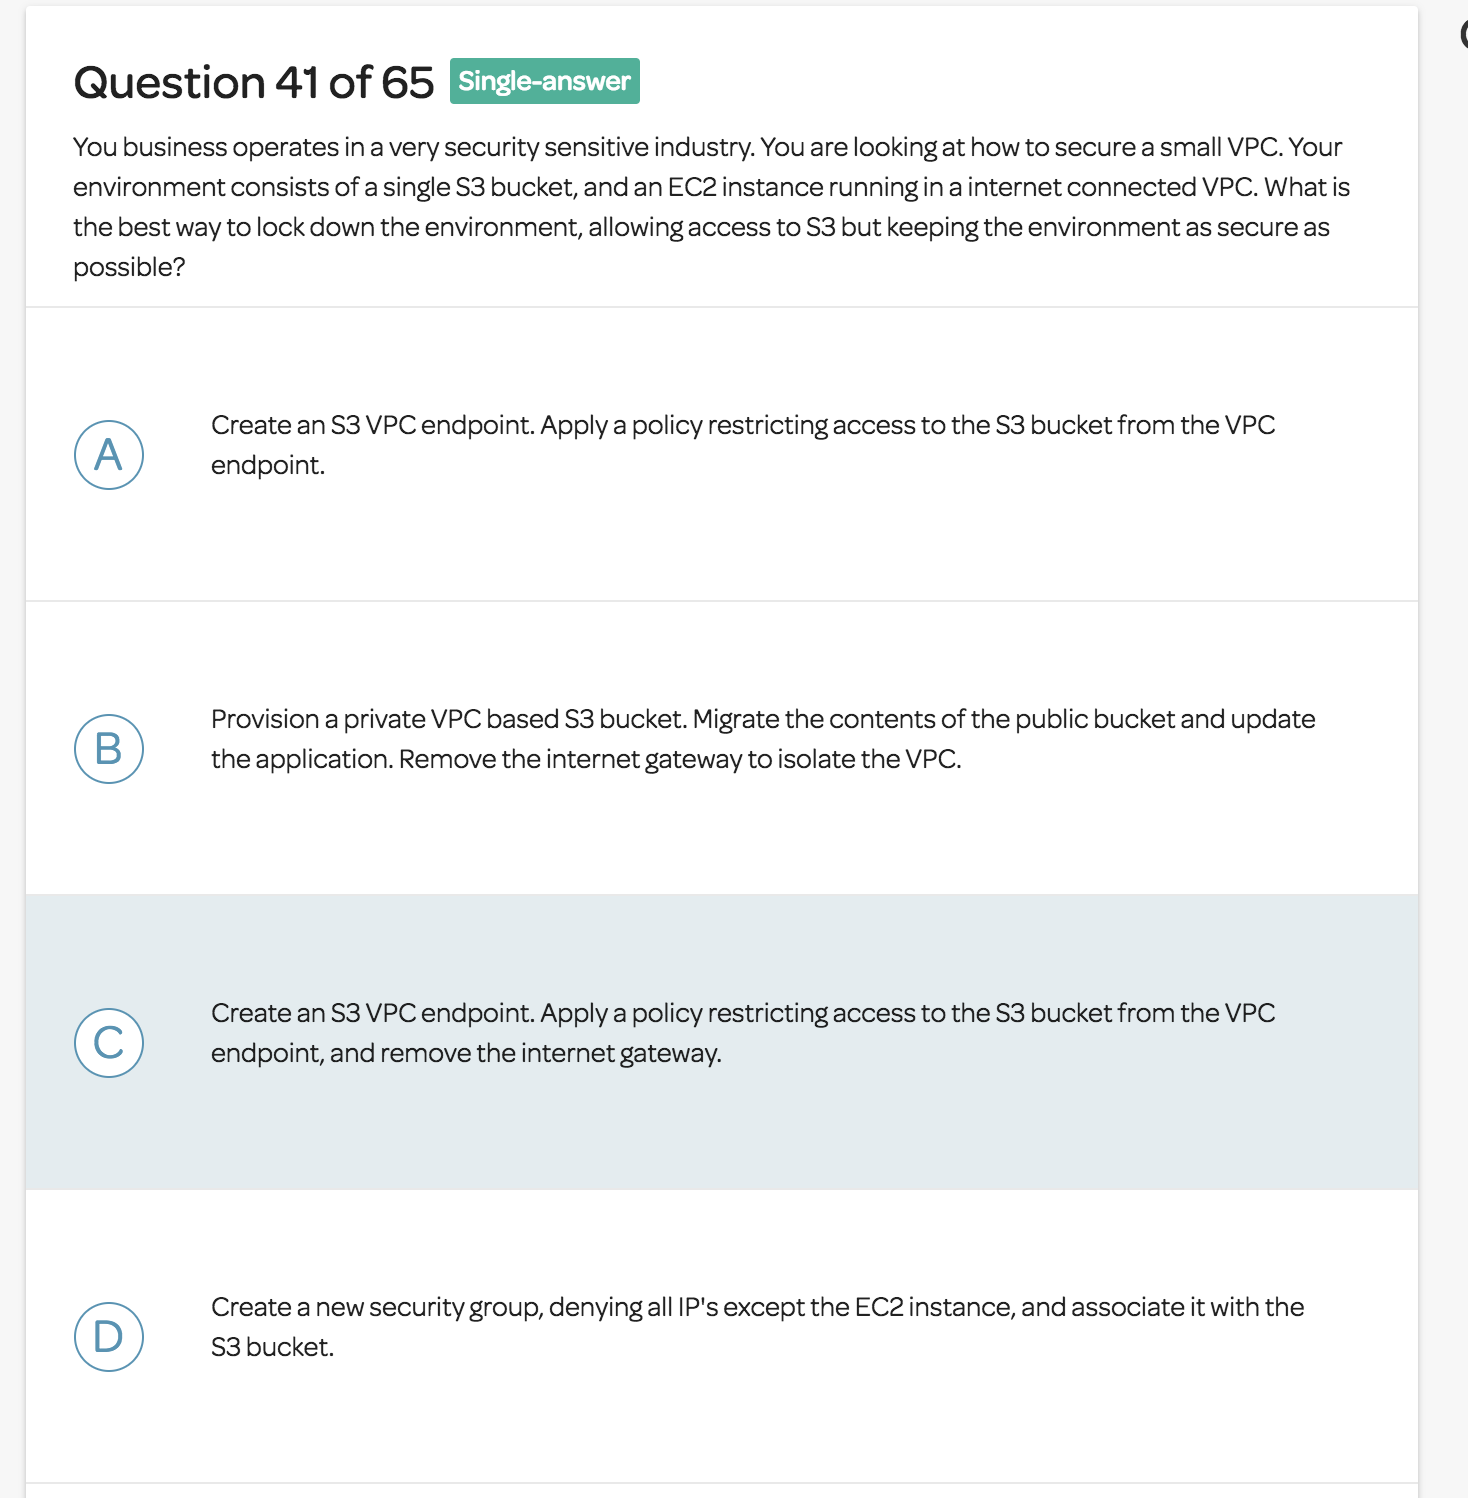 Question 41 of 65 Single-answer
You business operates in a very security sensitive industry. You are looking at how to secure a small VPC. Your
environment consists of a single S3 bucket, and an EC2 instance running in a internet connected VPC. What is
the best way to lock down the environment, allowing access to S3 but keeping the environment as secure as
possible?
A
Create an S3 VPC endpoint. Apply a policy restricting access to the S3 bucket from the VPC
endpoint.
B
Provision a private VPC based S3 bucket. Migrate the contents of the public bucket and update
the application. Remove the internet gateway to isolate the VPC.
C
Create an S3 VPC endpoint. Apply a policy restricting access to the S3 bucket from the VPC
endpoint, and remove the internet gateway.
D
Create a new security group, denying all IP's except the EC2 instance, and associate it with the
S3 bucket.